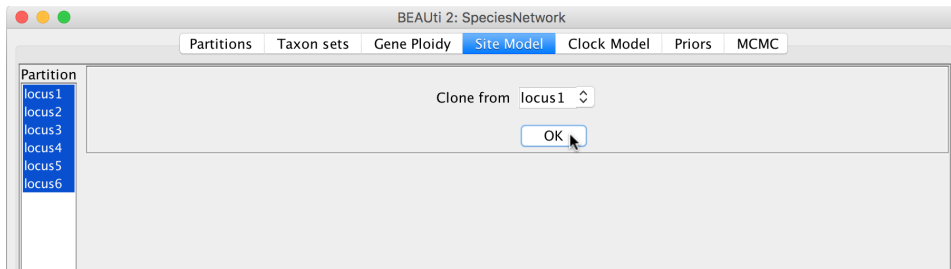 BEAUti 2: SpeciesNetwork
Partitions Taxon sets Gene Ploidy Site Model Clock Model Priors MCMC
Partition
locus1
locus2
locus3
locus4
locus5
locus6
Clone from locus1
OK